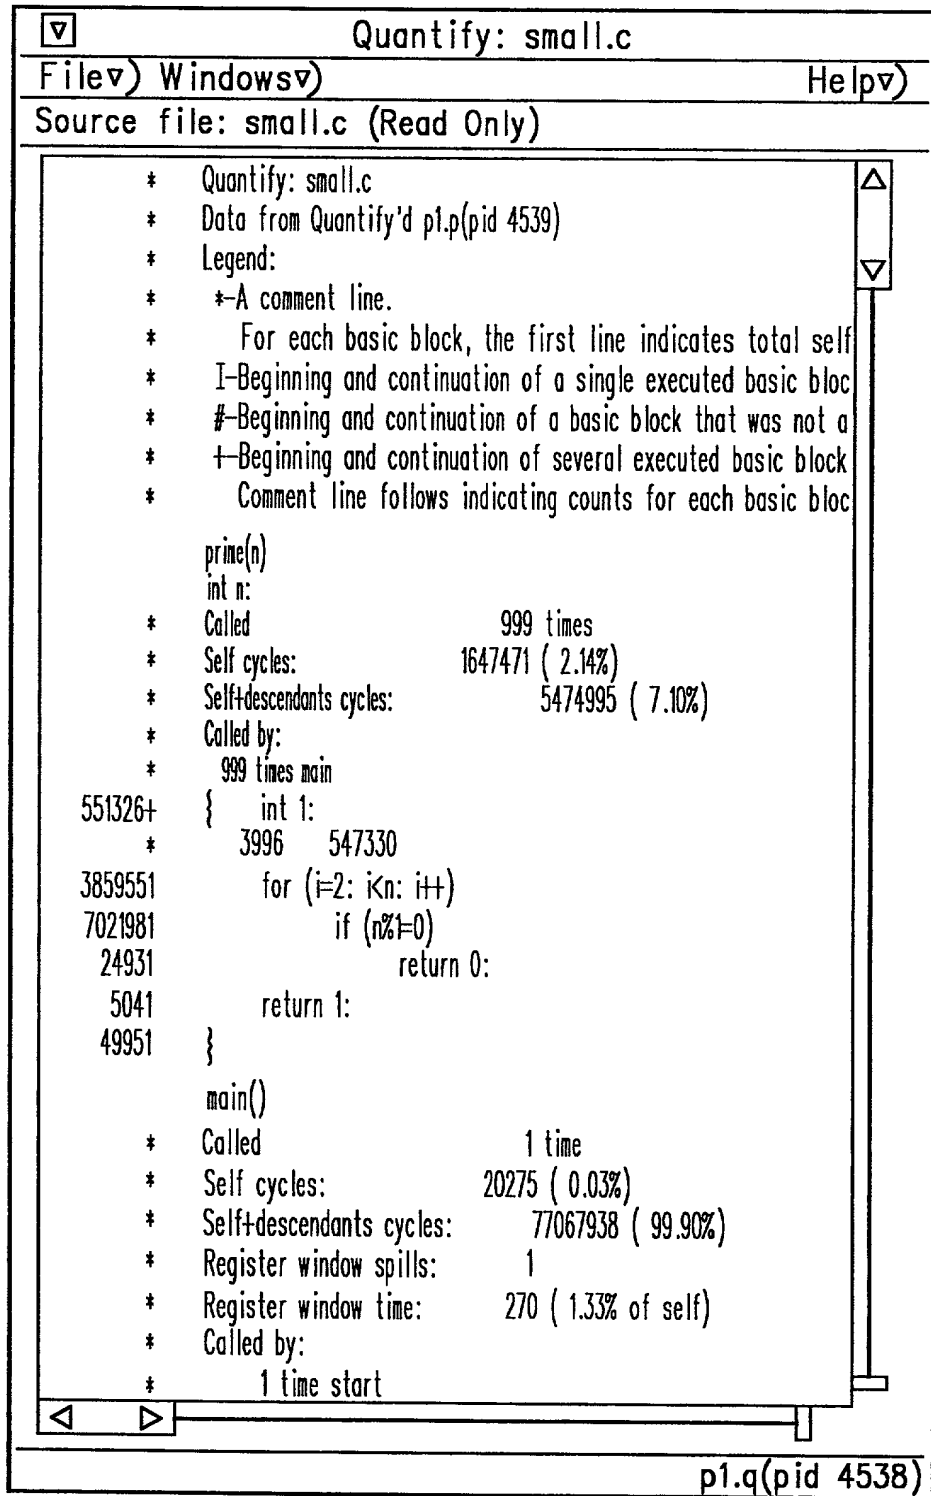 Quantify: small.c
File▿) Windows▿) Help▿)
Source file: small.c (Read Only)
* Quantify: small.c
* Data from Quantify'd p1.p(pid 4539)
* Legend:
* *-A comment line.
* For each basic block, the first line indicates total self
* I-Beginning and continuation of a single executed basic bloc
* #-Beginning and continuation of a basic block that was not a
* +-Beginning and continuation of several executed basic block
* Comment line follows indicating counts for each basic bloc
prime(n)
int n:
* Called 999 times
* Self cycles: 1647471 ( 2.14%)
* Self+descendants cycles: 5474995 ( 7.10%)
* Called by:
* 999 times main
551326+ { int 1:
* 3996 547330
3859551 for (i=2: i<n: i++)
7021981 if (n%1=0)
24931 return 0:
5041 return 1:
49951 }
main()
* Called 1 time
* Self cycles: 20275 ( 0.03%)
* Self+descendants cycles: 77067938 ( 99.90%)
* Register window spills: 1
* Register window time: 270 ( 1.33% of self)
* Called by:
* 1 time start
p1.q(pid 4538)